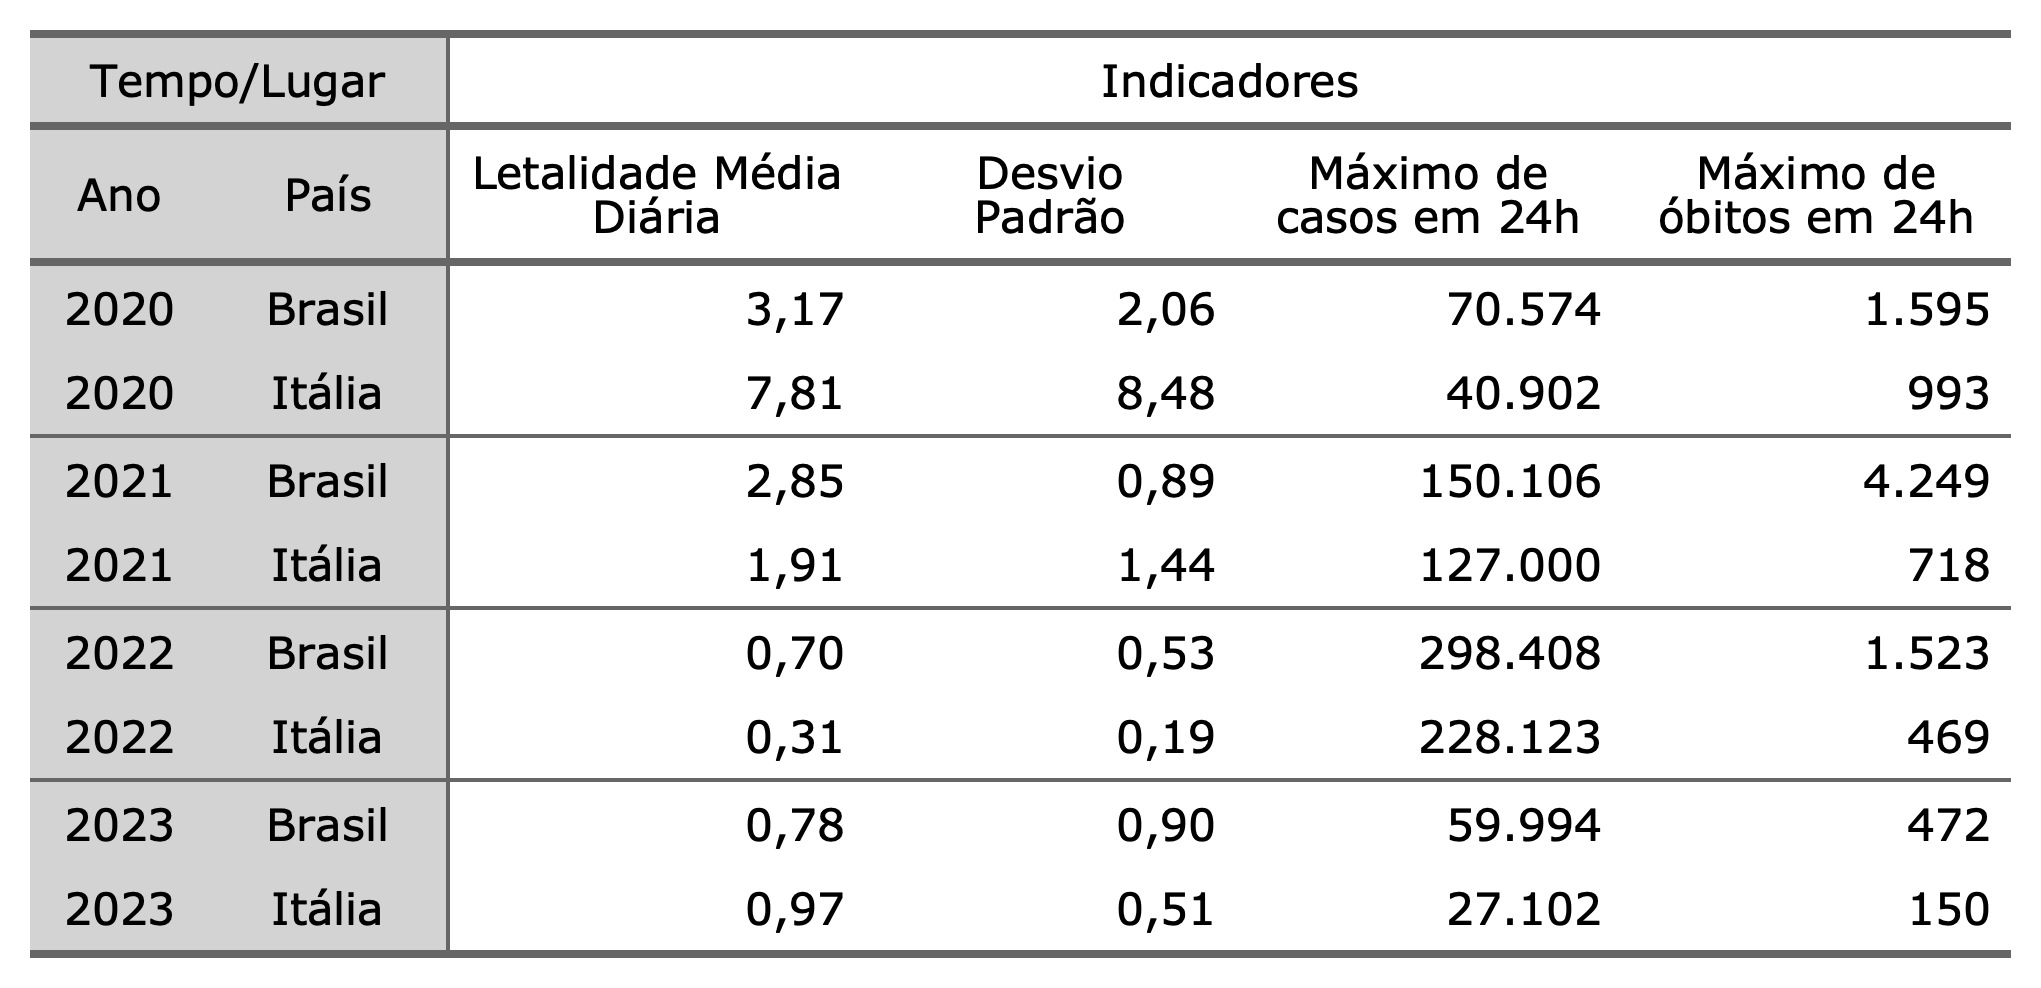 Tempo/Lugar Indicadores
Ano País Letalidade Média Diária Desvio Padrão Máximo de casos em 24h Máximo de óbitos em 24h
2020 Brasil 3,17 2,06 70.574 1.595
2020 Itália 7,81 8,48 40.902 993
2021 Brasil 2,85 0,89 150.106 4.249
2021 Itália 1,91 1,44 127.000 718
2022 Brasil 0,70 0,53 298.408 1.523
2022 Itália 0,31 0,19 228.123 469
2023 Brasil 0,78 0,90 59.994 472
2023 Itália 0,97 0,51 27.102 150